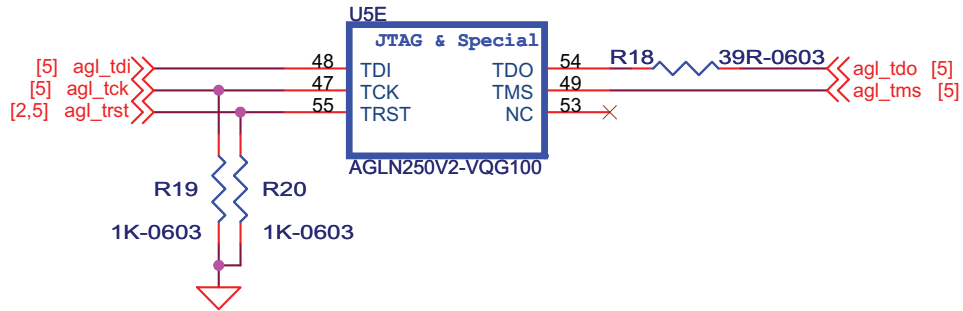 U5E
JTAG & Special
[5] agl_tdi 48 TDI TDO 54 R18 39R-0603 agl_tdo [5]
[5] agl_tck 47 TCK TMS 49 agl_tms [5]
[2,5] agl_trst 55 TRST NC 53
AGLN250V2-VQG100
R19 R20
1K-0603 1K-0603